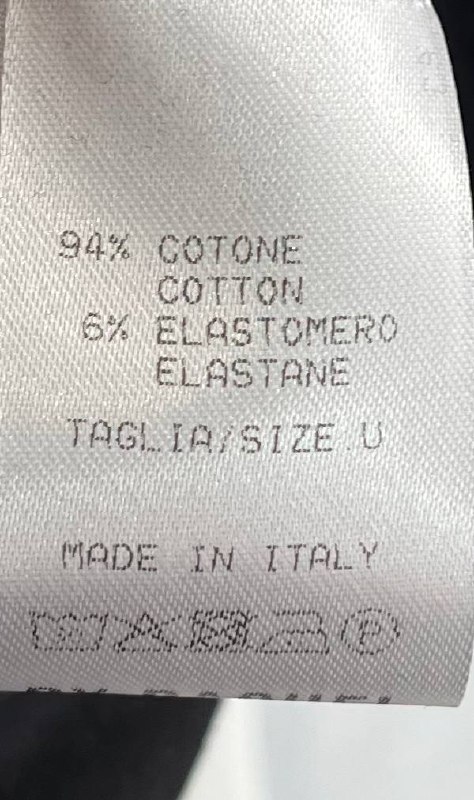 94% COTONE
COTTON
6% ELASTOMERO
ELASTANE
TAGLIA/SIZE.U
MADE IN ITALY
P